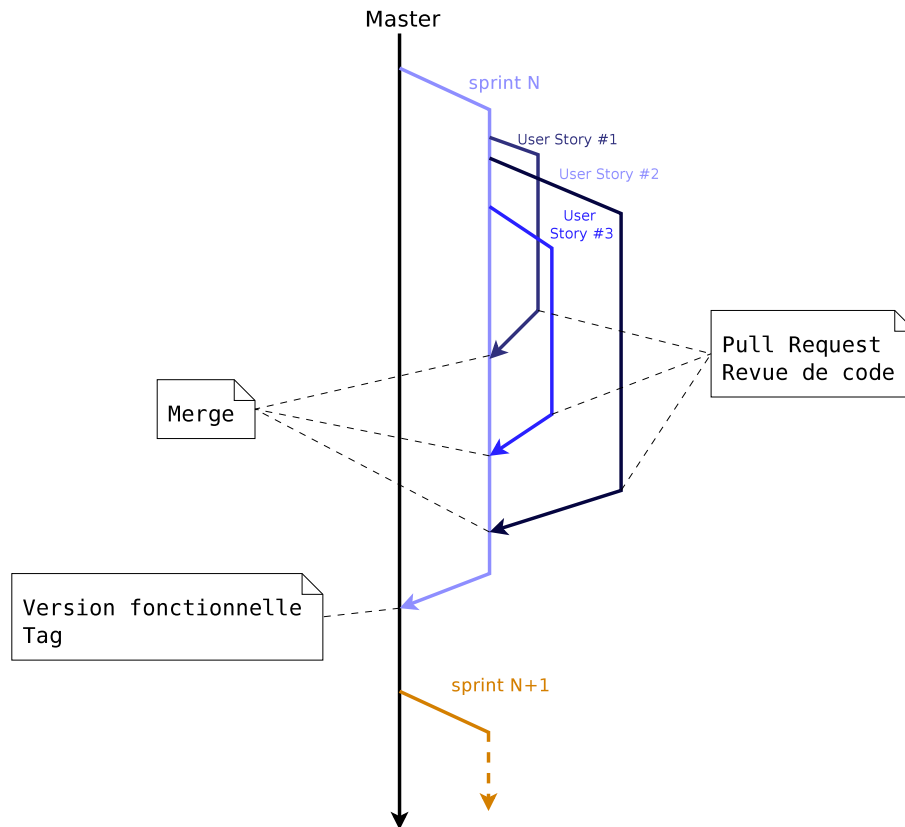 Master
sprint N
User Story #1
User Story #2
User
Story #3
Pull Request
Revue de code
Merge
Version fonctionnelle
Tag
sprint N+1